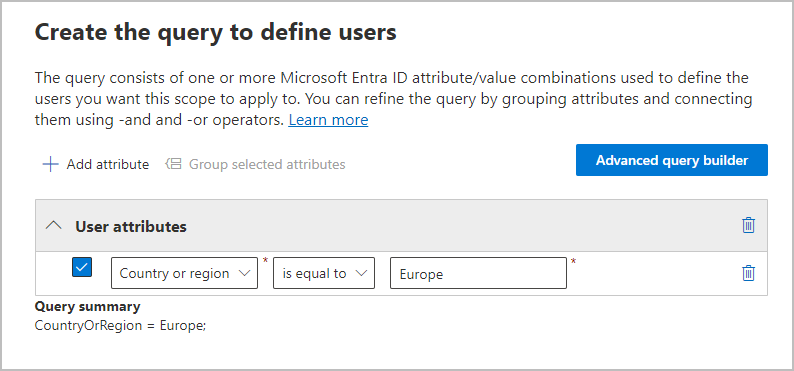 Create the query to define users
The query consists of one or more Microsoft Entra ID attribute/value combinations used to define the
users you want this scope to apply to. You can refine the query by grouping attributes and connecting
them using -and and -or operators. Learn more
+ Add attribute Group selected attributes Advanced query builder
User attributes
Country or region * is equal to Europe *
Query summary
CountryOrRegion = Europe;